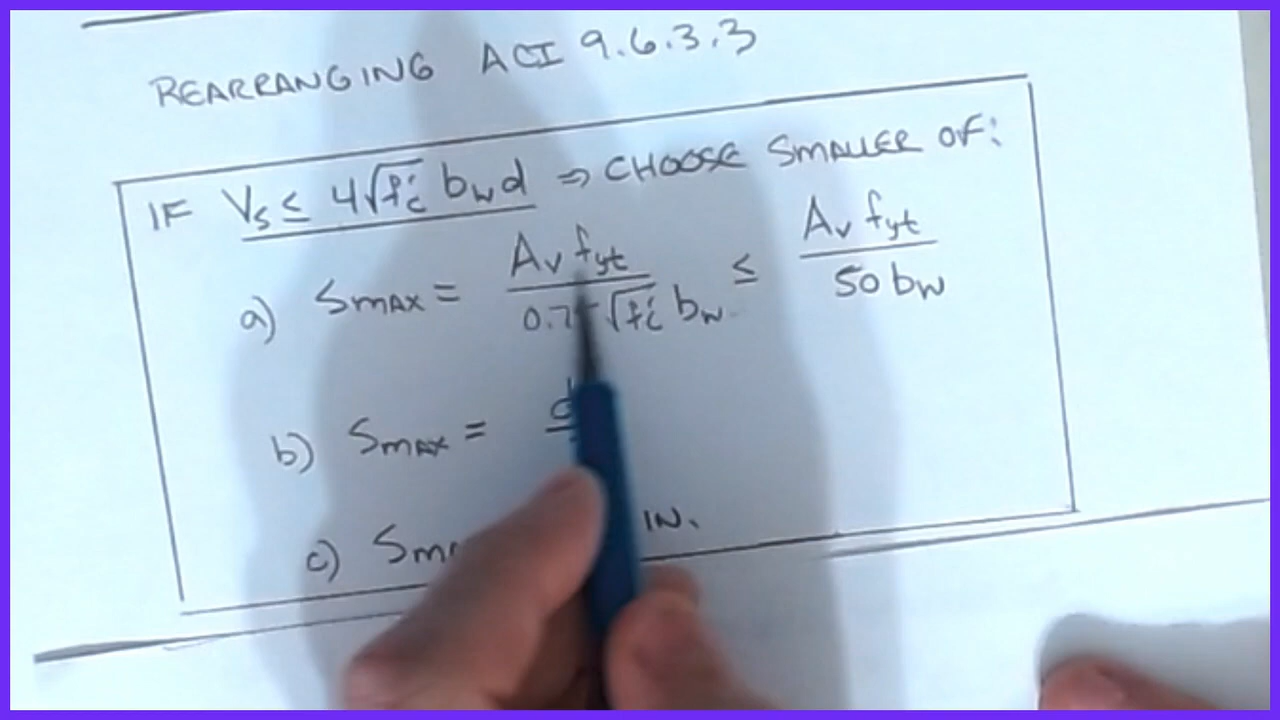 REARRANGING ACI 9.6.3.3
IF Vs ≤ 4√f'c bw d ⇒ CHOOSE SMALLER OF:
a) SMAX = Av fyt / 0.7 √f'c bw ≤ Av fyt / 50 bw
b) SMAX = d
c) IN.